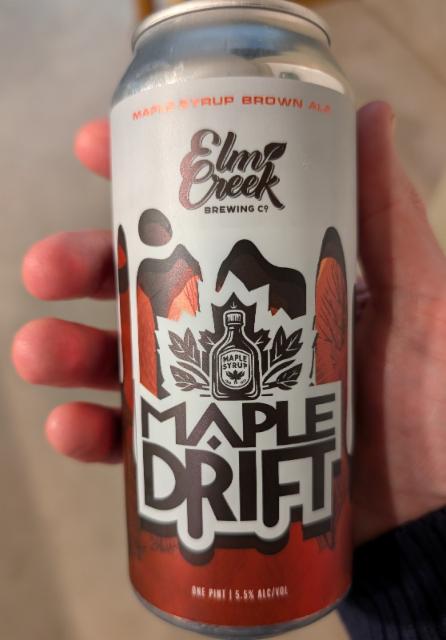 MAPLE SYRUP BROWN ALE
Elm
Creek
BREWING CO
MAPLE
SYRUP
MAPLE
DRIFT
ONE PINT | 5.5% ALC/VOL